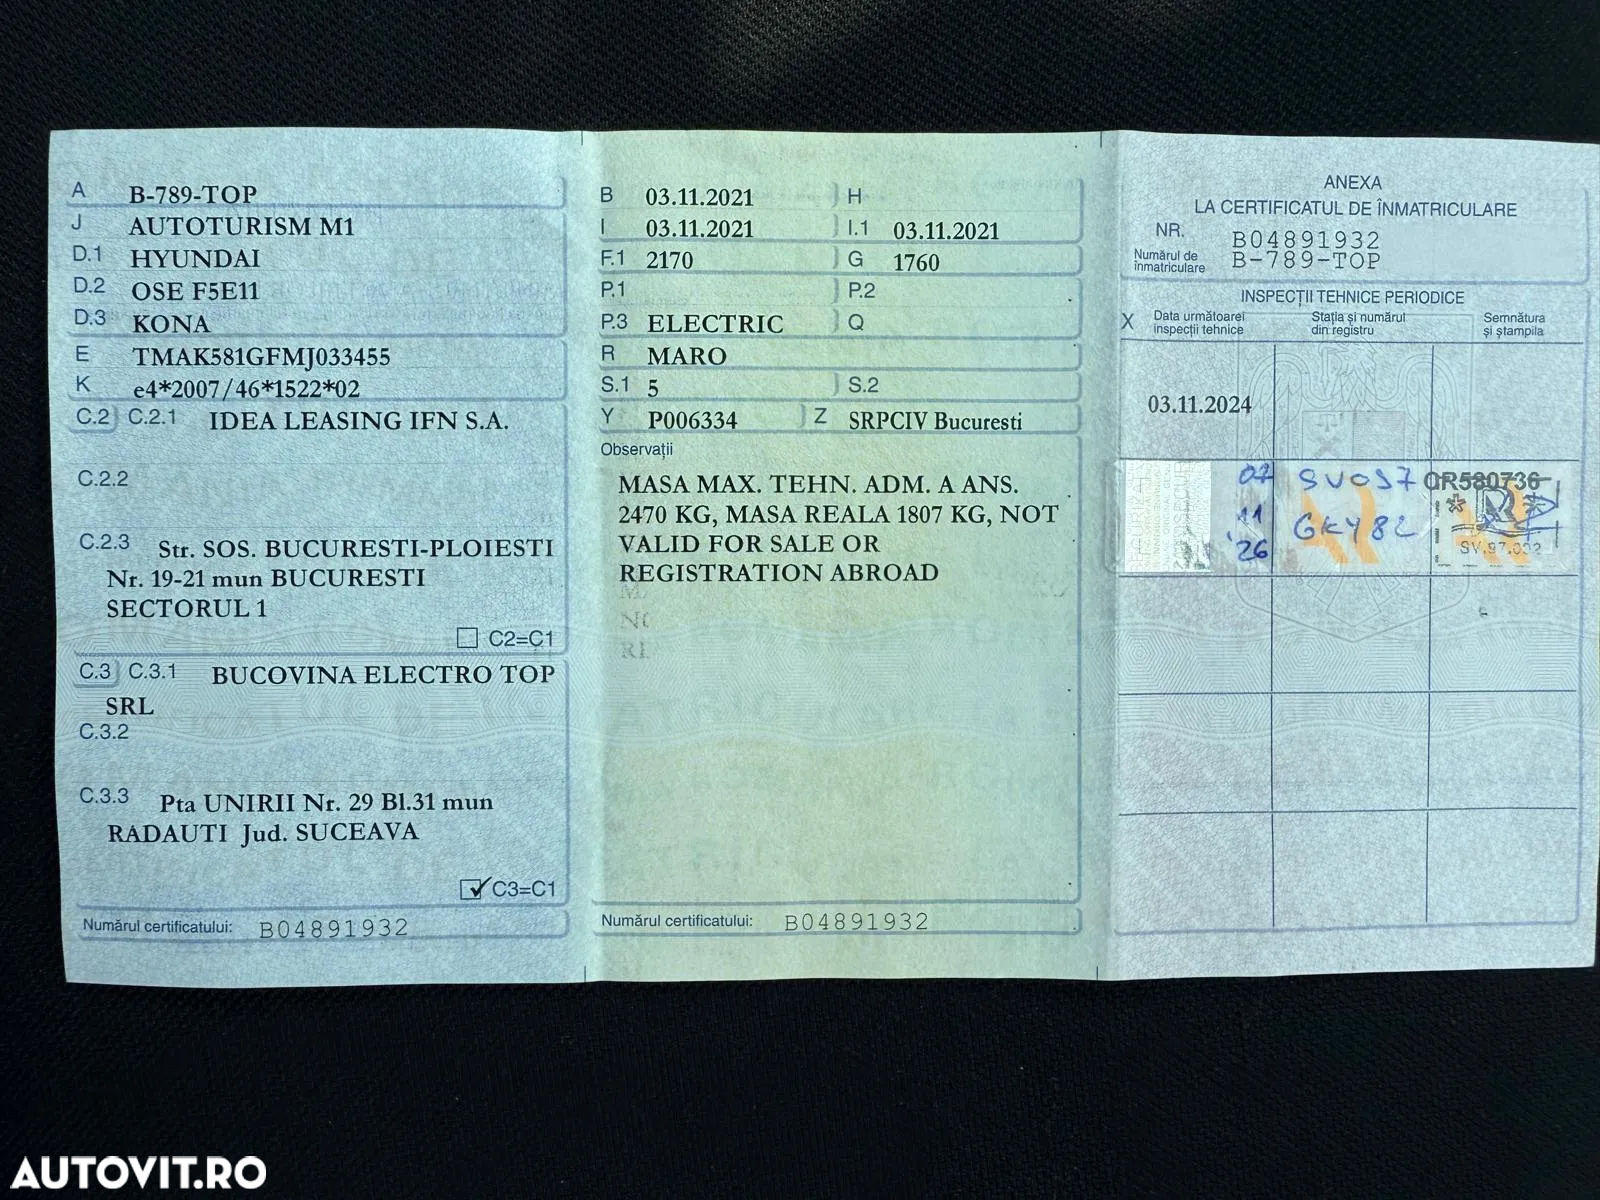 A B-789-TOP
J AUTOTURISM M1
D.1 HYUNDAI
D.2 OSE F5E11
D.3 KONA
E TMAK581GFMJ033455
K e4*2007/46*1522*02
C.2 C.2.1 IDEA LEASING IFN S.A.
C.2.2
C.2.3 Str. SOS. BUCURESTI-PLOIESTI
Nr. 19-21 mun BUCURESTI
SECTORUL 1
C2=C1
C.3 C.3.1 BUCOVINA ELECTRO TOP
SRL
C.3.2
C.3.3 Pta UNIRII Nr. 29 Bl.31 mun
RADAUTI Jud. SUCEAVA
C3=C1
Numărul certificatului: B04891932
B 03.11.2021 H
I 03.11.2021 I.1 03.11.2021
F.1 2170 G 1760
P.1 P.2
P.3 ELECTRIC Q
R MARO
S.1 5 S.2
Y P006334 Z SRPCIV Bucuresti
Observații
MASA MAX. TEHN. ADM. A ANS.
2470 KG, MASA REALA 1807 KG, NOT
VALID FOR SALE OR
REGISTRATION ABROAD
Numărul certificatului: B04891932
ANEXA
LA CERTIFICATUL DE ÎNMATRICULARE
NR. B04891932
Numărul de înmatriculare B-789-TOP
INSPECȚII TEHNICE PERIODICE
X Data următoarei inspecții tehnice
Stația și numărul din registru
Semnătura și ștampila
03.11.2024
07 11 '26
SV097
GKY82
QR580736
SV.97.032
AUTOVIT.RO